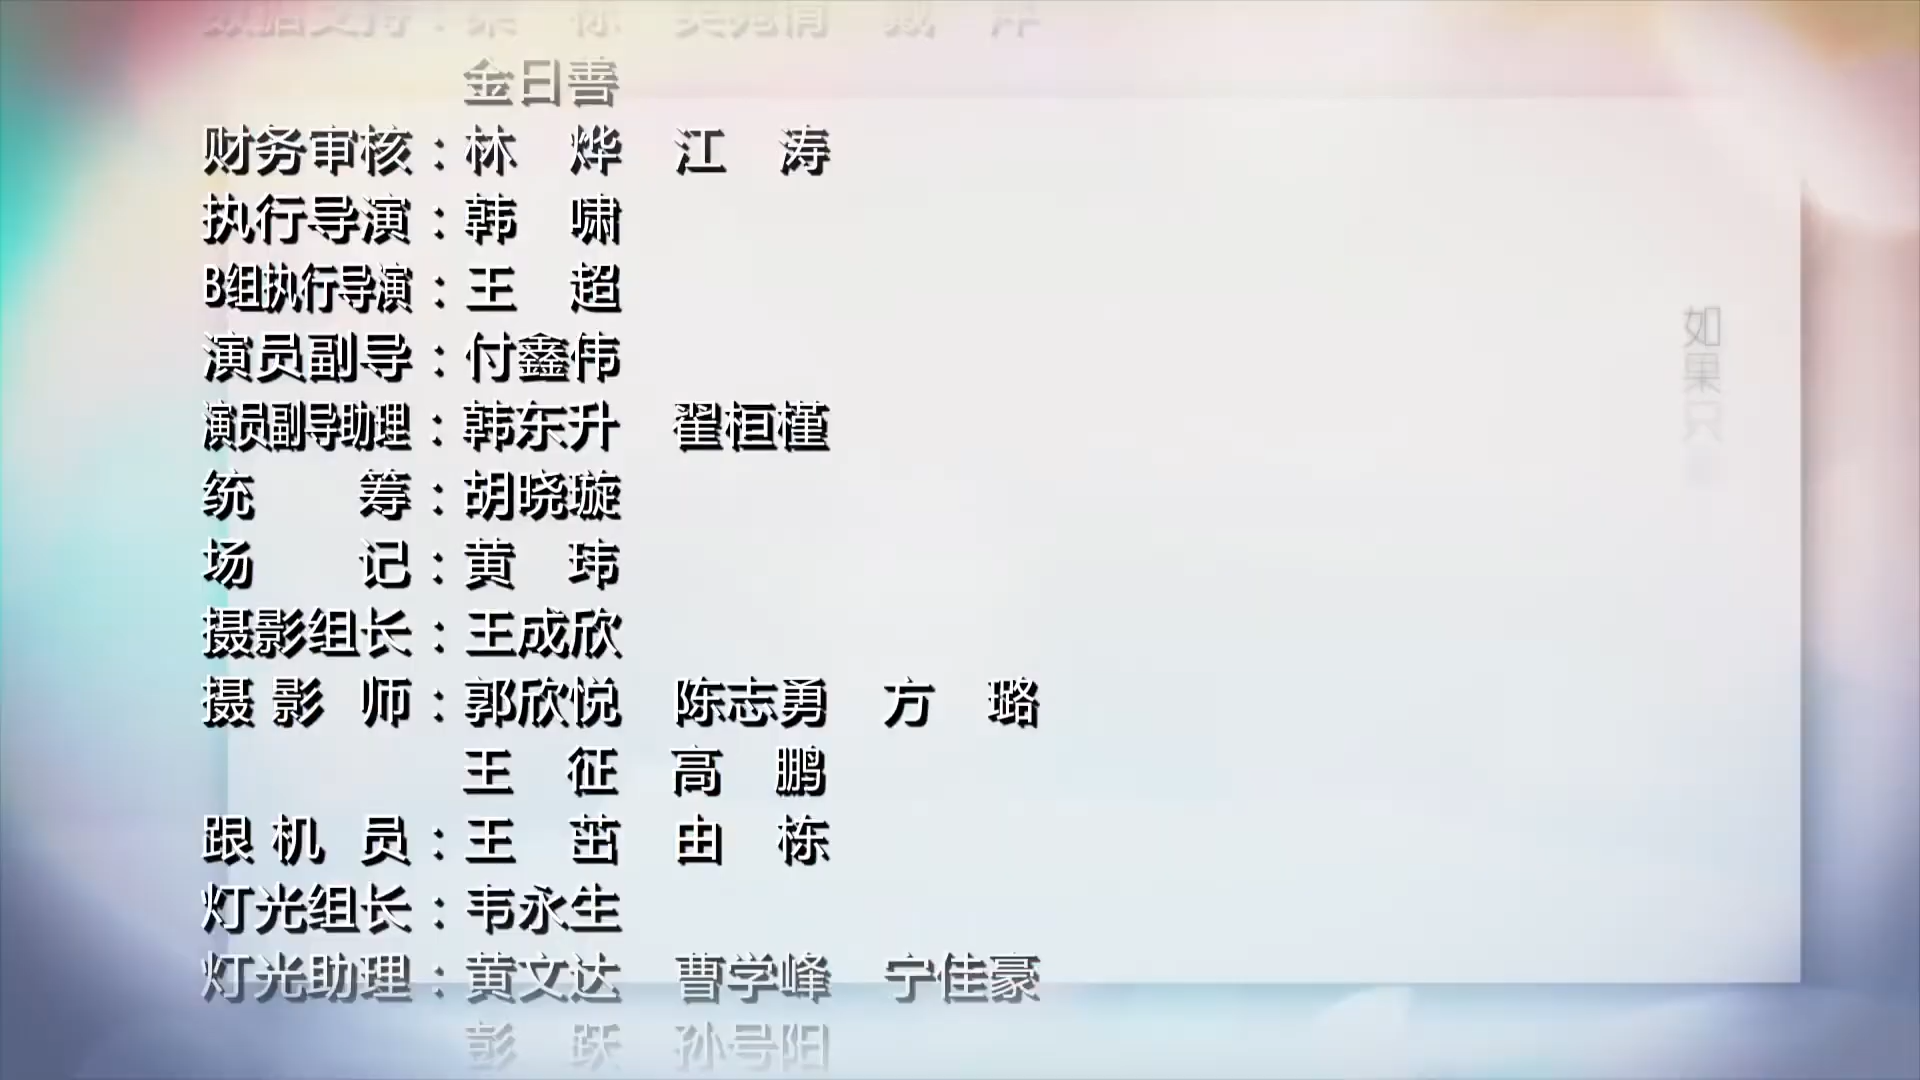 金日善
财务审核：林　烨　江　涛
执行导演：韩　啸
B组执行导演：王　超
演员副导：付鑫伟
演员副导助理：韩东升　翟桓槿
统　　筹：胡晓璇
场　　记：黄　玮
摄影组长：王成欣
摄 影 师：郭欣悦　陈志勇　方　璐
王　征　高　鹏
跟 机 员：王　茁　由　栋
灯光组长：韦永生
灯光助理：黄文达　曹学峰　宁佳豪
彭　跃　孙号阳
如果只